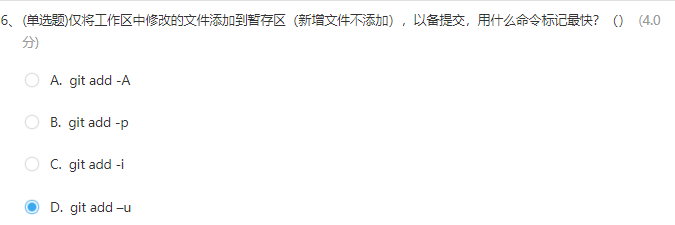 6、(单选题)仅将工作区中修改的文件添加到暂存区（新增文件不添加），以备提交，用什么命令标记最快？ （） (4.0
分)
A. git add -A
B. git add -p
C. git add -i
D. git add –u